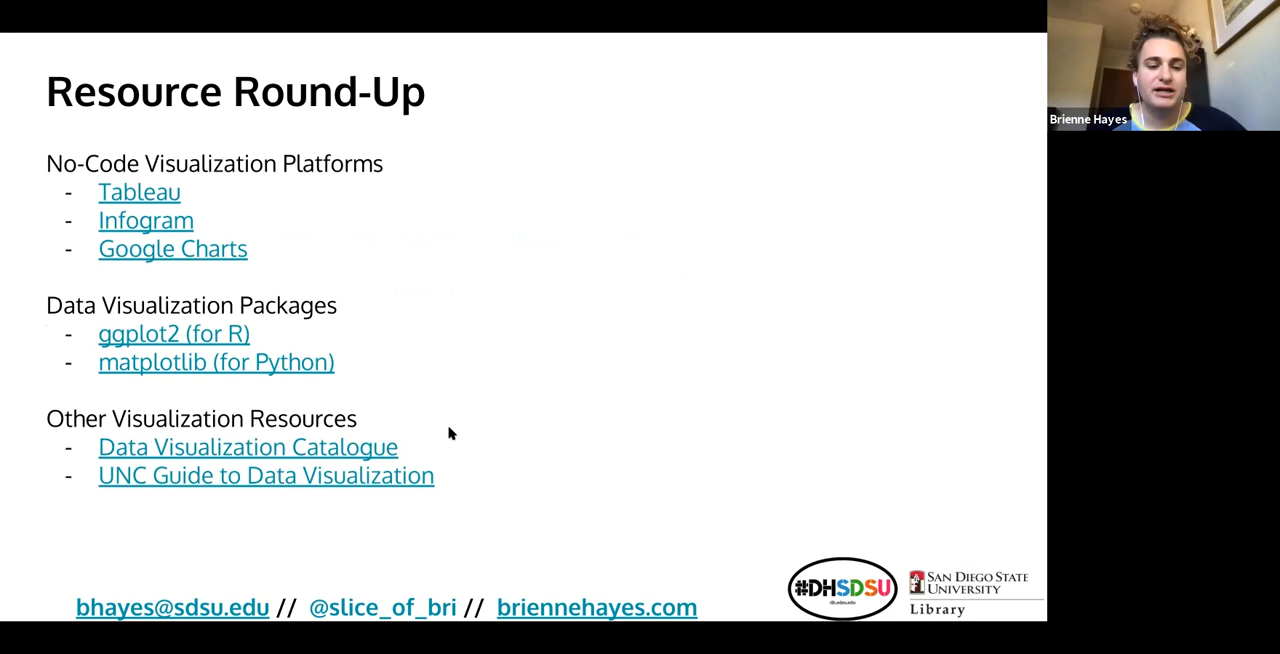 Resource Round-Up
No-Code Visualization Platforms
- Tableau
- Infogram
- Google Charts
Data Visualization Packages
- ggplot2 (for R)
- matplotlib (for Python)
Other Visualization Resources
- Data Visualization Catalogue
- UNC Guide to Data Visualization
bhayes@sdsu.edu // @slice_of_bri // briennehayes.com
#DHSDSU
SAN DIEGO STATE
UNIVERSITY
Library
Brienne Hayes